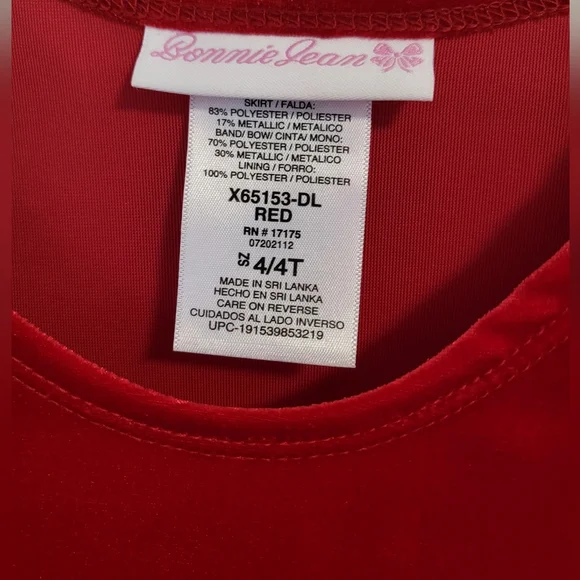 Bonnie Jean
SKIRT / FALDA:
83% POLYESTER / POLIESTER
17% METALLIC / METALICO
BAND/ BOW/ CINTA/ MONO:
70% POLYESTER / POLIESTER
30% METALLIC / METALICO
LINING / FORRO:
100% POLYESTER / POLIESTER
X65153-DL
RED
RN # 17175
07202112
SZ 4/4T
MADE IN SRI LANKA
HECHO EN SRI LANKA
CARE ON REVERSE
CUIDADOS AL LADO INVERSO
UPC-191539853219